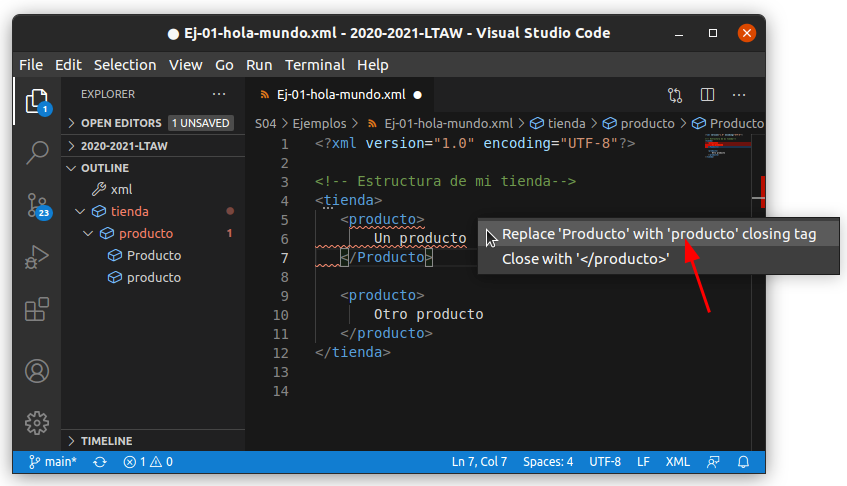 ● Ej-01-hola-mundo.xml - 2020-2021-LTAW - Visual Studio Code
File Edit Selection View Go Run Terminal Help
EXPLORER ···
Ej-01-hola-mundo.xml ●
···
1
OPEN EDITORS 1 UNSAVED
S04 > Ejemplos > Ej-01-hola-mundo.xml > tienda > producto > Producto
2020-2021-LTAW
OUTLINE
xml
tienda
producto 1
Producto
producto
23
1 <?xml version="1.0" encoding="UTF-8"?>
2
3 <!-- Estructura de mi tienda-->
4 <tienda>
5 <producto>
6 Un producto
7 </Producto>
8
9 <producto>
10 Otro producto
11 </producto>
12 </tienda>
13
14
Replace 'Producto' with 'producto' closing tag
Close with '</producto>'
TIMELINE
main* 1 0 Ln 7, Col 7 Spaces: 4 UTF-8 LF XML